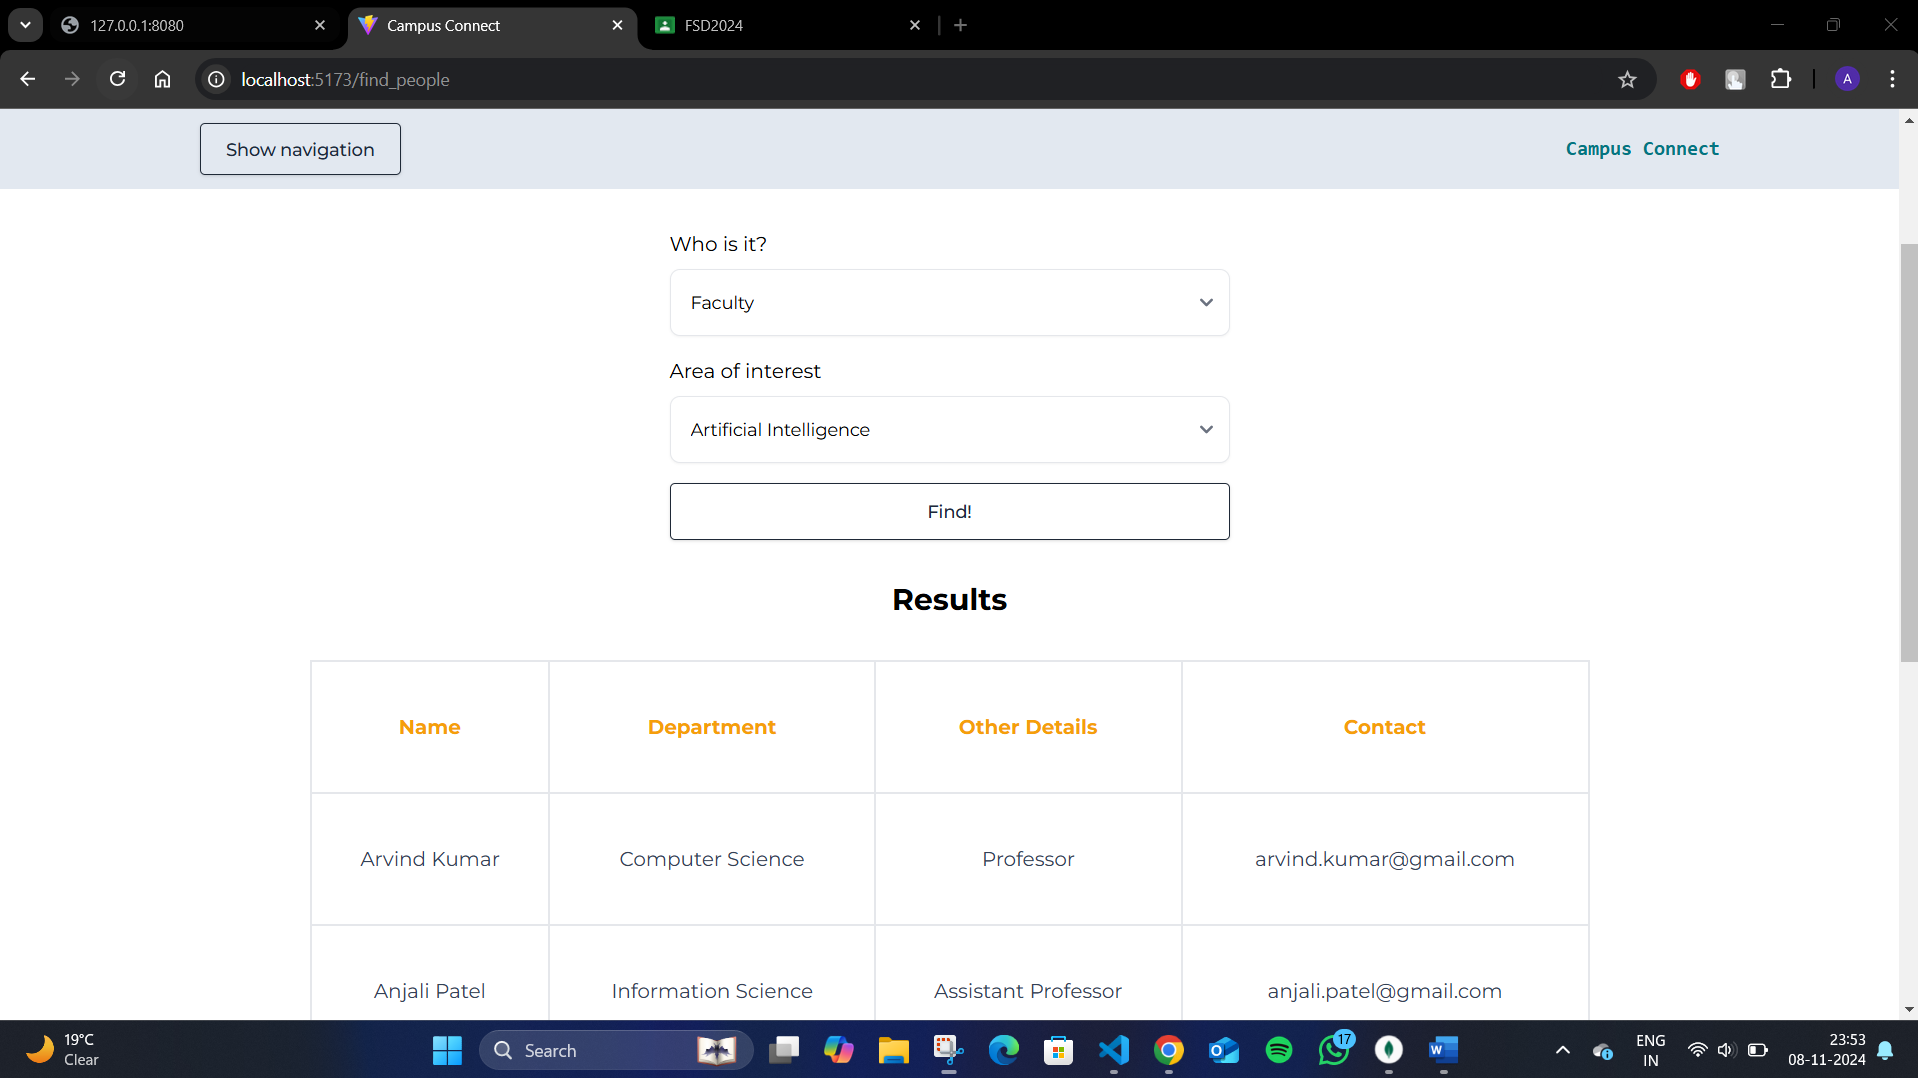 127.0.0.1:8080
Campus Connect
FSD2024
localhost:5173/find_people
A
Show navigation
Campus Connect
Who is it?
Faculty
Area of interest
Artificial Intelligence
Find!
Results
Name Department Other Details Contact
Arvind Kumar Computer Science Professor arvind.kumar@gmail.com
Anjali Patel Information Science Assistant Professor anjali.patel@gmail.com
19°C
Clear
Search
17
ENG
IN
23:53
08-11-2024